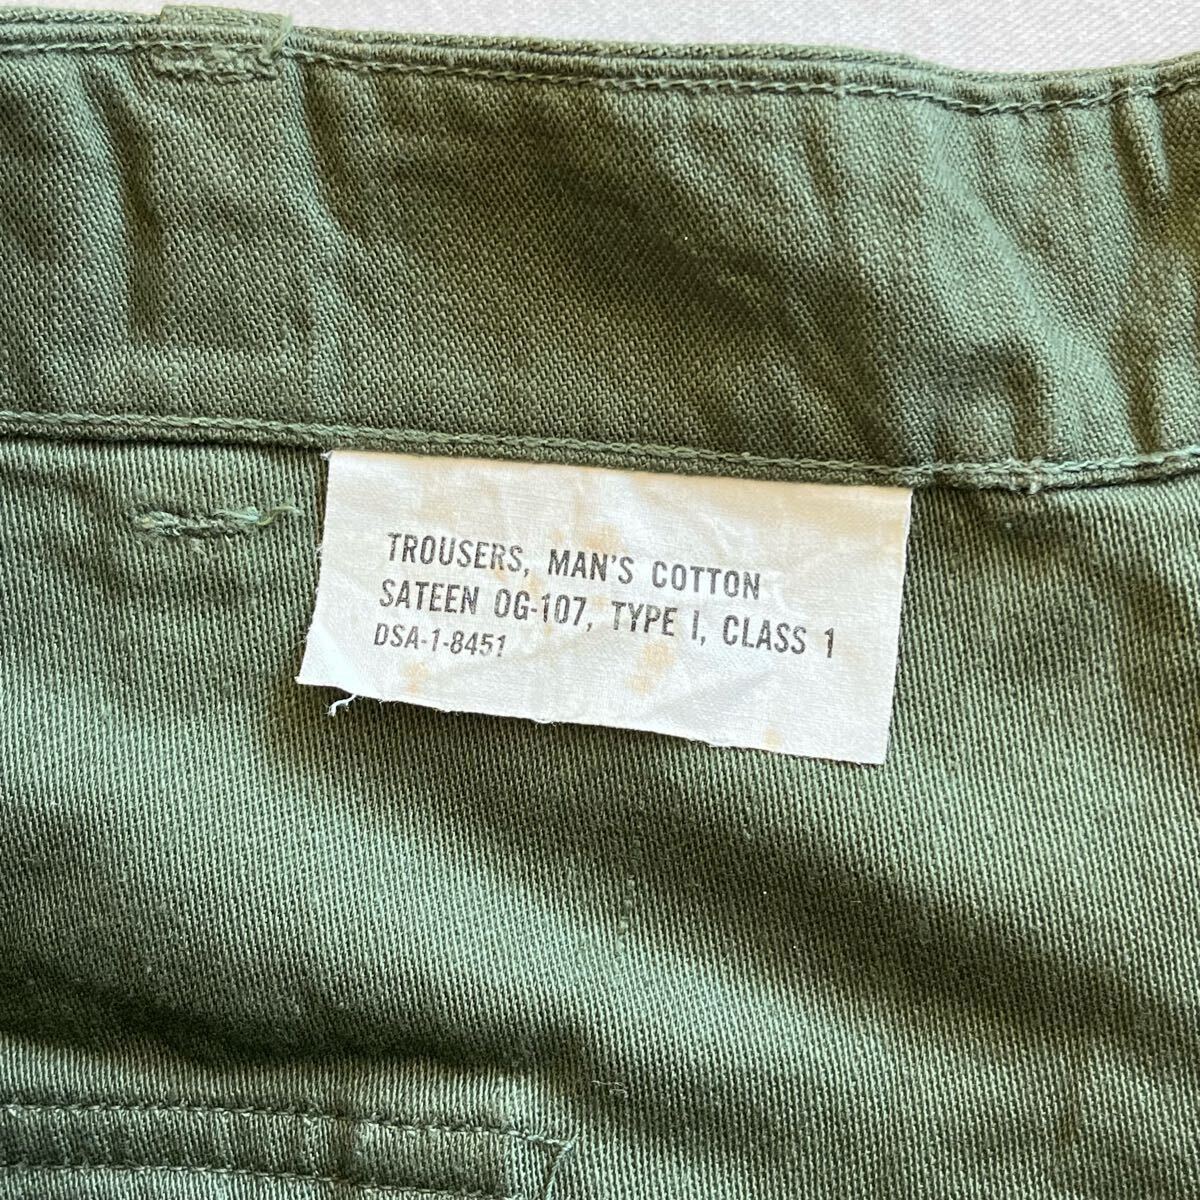 TROUSERS, MAN'S COTTON
SATEEN OG-107, TYPE I, CLASS 1
DSA-1-8451